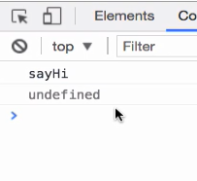 Elements Co
top ▼ Filter
sayHi
undefined
>